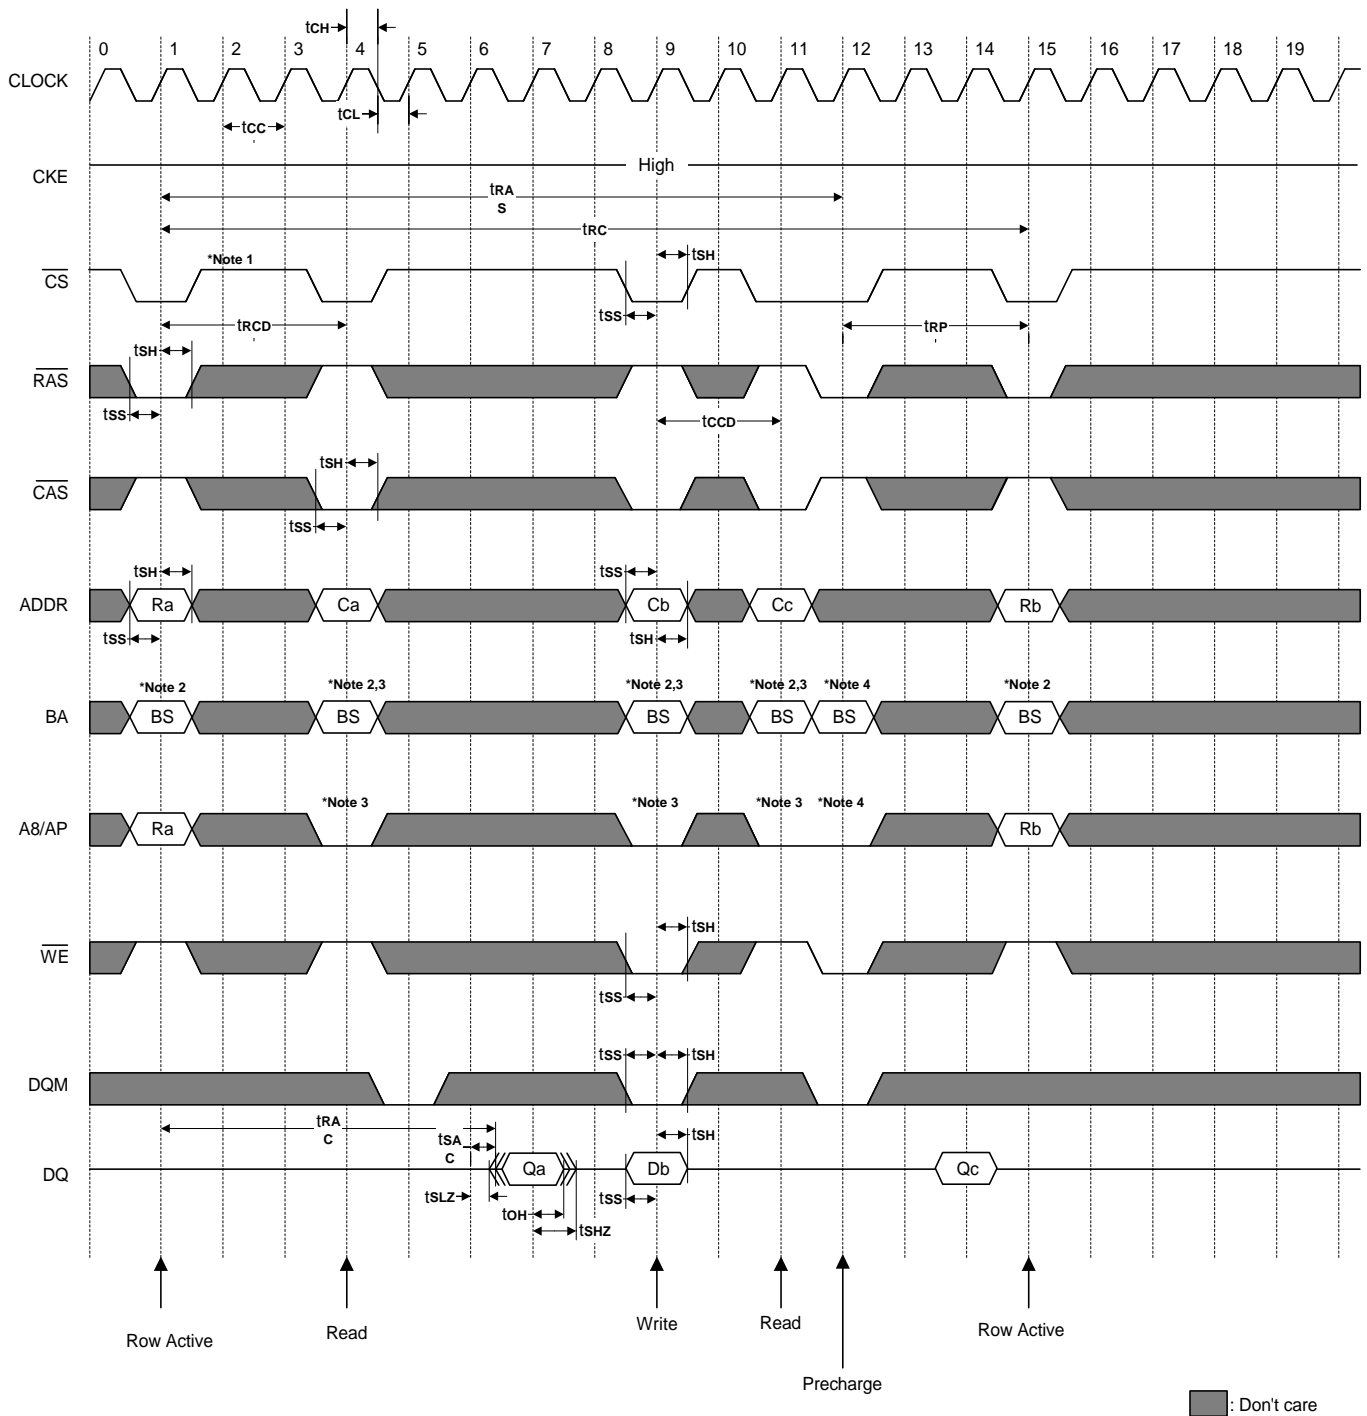 tCH
0 1 2 3 4 5 6 7 8 9 10 11 12 13 14 15 16 17 18 19
CLOCK
tCL
tCC
High
CKE
tRA
S
tRC
*Note 1
tSH
CS
tSS
tRCD
tRP
tSH
RAS
tSS
tCCD
tSH
CAS
tSS
tSH
tSS
ADDR
Ra Ca Cb Cc Rb
tSS
tSH
*Note 2 *Note 2,3 *Note 2,3 *Note 2,3 *Note 4 *Note 2
BA
BS BS BS BS BS BS
*Note 3 *Note 3 *Note 3 *Note 4
A8/AP
Ra Rb
tSH
WE
tSS
tSS tSH
DQM
tRA
C
tSA
C
tSH
DQ
Qa Db Qc
tSLZ
tSS
tOH
tSHZ
Row Active
Read
Write
Read
Row Active
Precharge
: Don't care